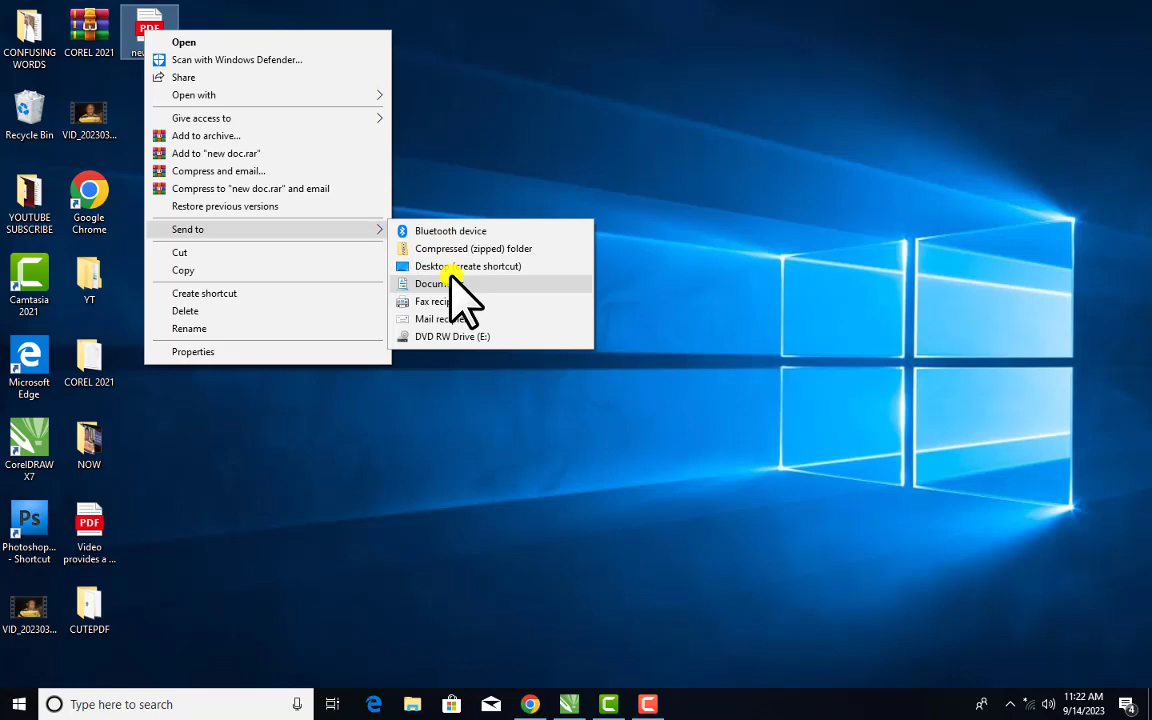 CONFUSING
WORDS
COREL 2021
Recycle Bin
VID_202303...
YOUTUBE
SUBSCRIBE
Google
Chrome
Camtasia
2021
YT
Microsoft
Edge
COREL 2021
CorelDRAW
X7
NOW
Ps
Photoshop...
- Shortcut
PDF
Video
provides a ...
VID_202303...
CUTEPDF
PDF
Open
Scan with Windows Defender...
Share
Open with
Give access to
Add to archive...
Add to "new doc.rar"
Compress and email...
Compress to "new doc.rar" and email
Restore previous versions
Send to
Cut
Copy
Create shortcut
Delete
Rename
Properties
Bluetooth device
Compressed (zipped) folder
Desktop (create shortcut)
Fax
Mail
DVD RW Drive (E:)
Type here to search
11:22 AM
9/14/2023
4